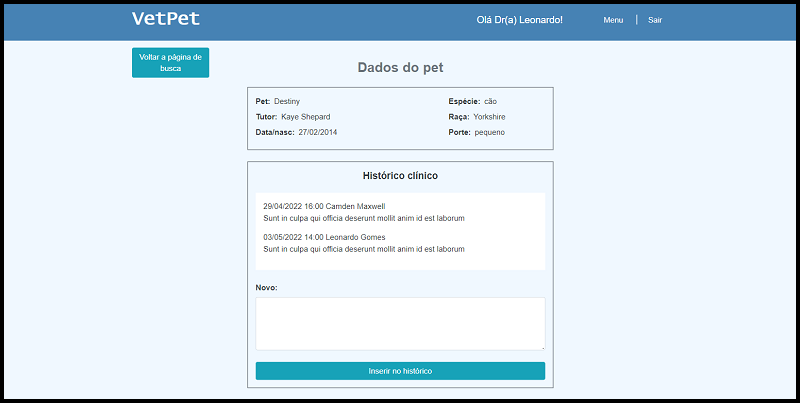 VetPet
Olá Dr(a) Leonardo!
Menu | Sair
Voltar a página de
busca
Dados do pet
Pet: Destiny
Espécie: cão
Tutor: Kaye Shepard
Raça: Yorkshire
Data/nasc: 27/02/2014
Porte: pequeno
Histórico clínico
29/04/2022 16:00 Camden Maxwell
Sunt in culpa qui officia deserunt mollit anim id est laborum
03/05/2022 14:00 Leonardo Gomes
Sunt in culpa qui officia deserunt mollit anim id est laborum
Novo:
Inserir no histórico